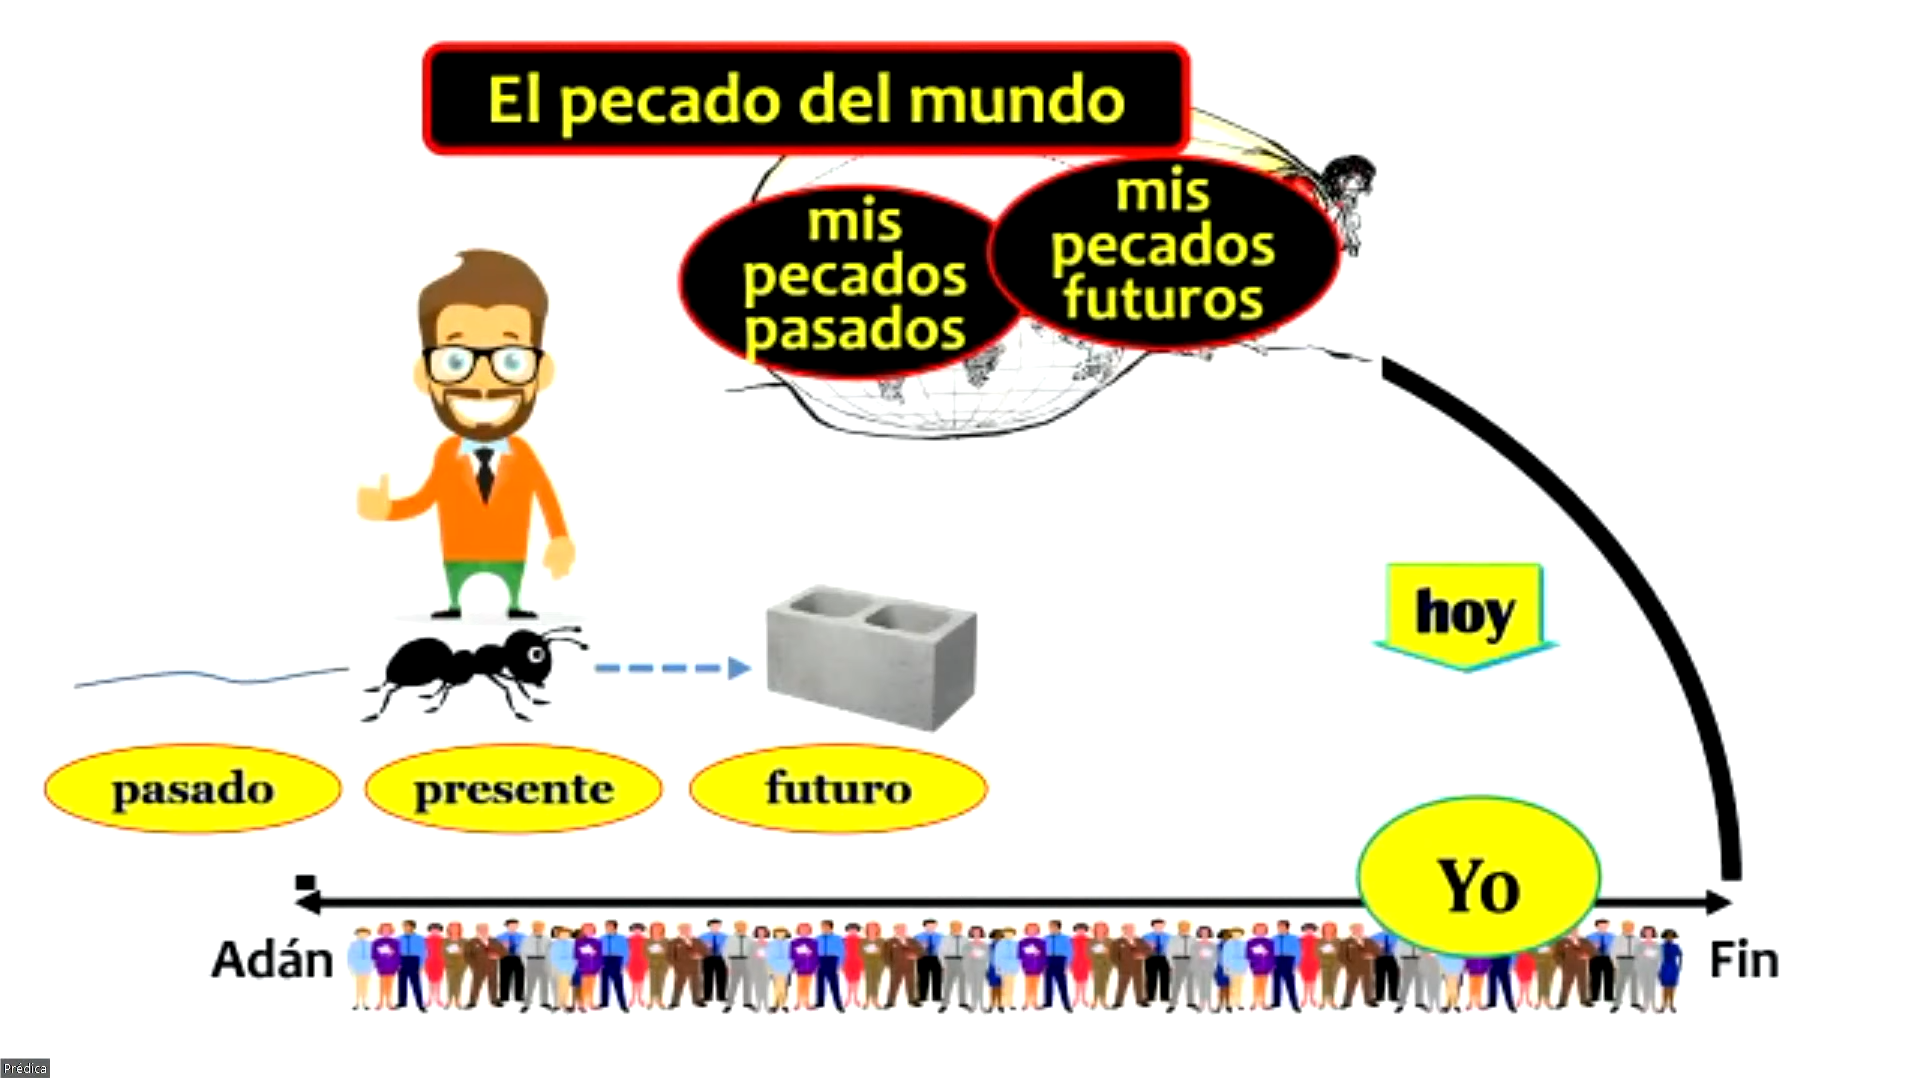 El pecado del mundo
mis
pecados
pasados
mis
pecados
futuros
hoy
pasado
presente
futuro
Yo
Adán
Fin
Prédica